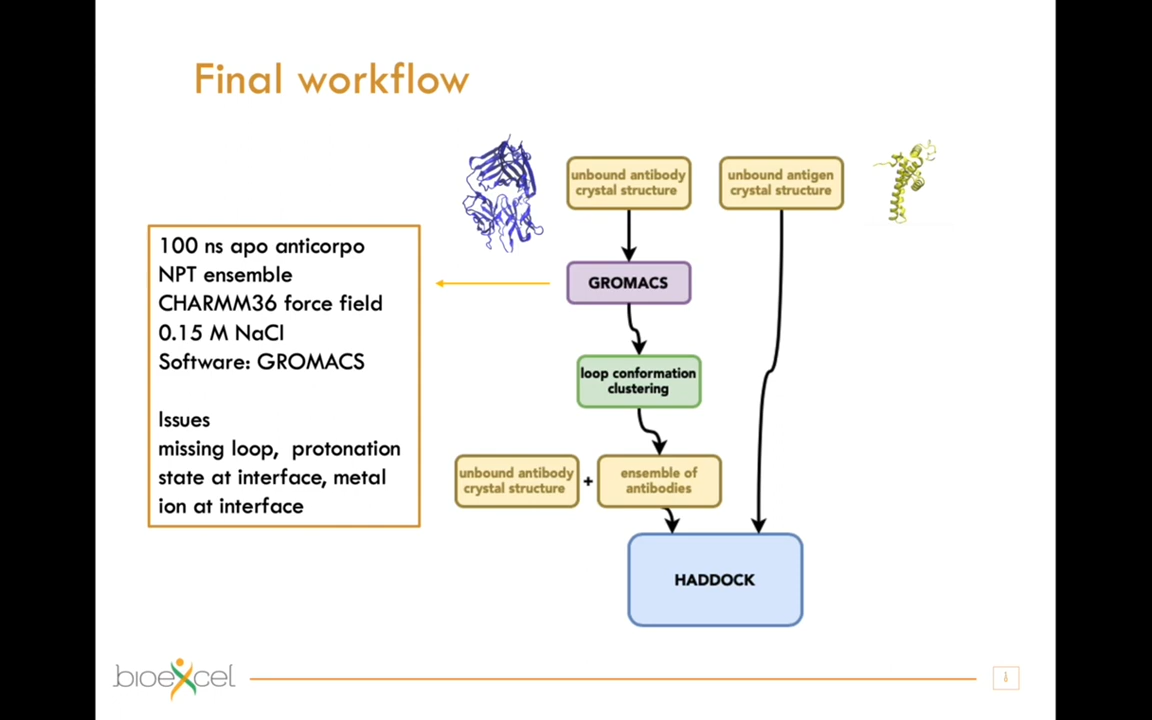 Final workflow
unbound antibody
crystal structure
unbound antigen
crystal structure
100 ns apo anticorpo
NPT ensemble
CHARMM36 force field
0.15 M NaCl
Software: GROMACS
Issues
missing loop, protonation
state at interface, metal
ion at interface
GROMACS
loop conformation
clustering
unbound antibody
crystal structure
+
ensemble of
antibodies
HADDOCK
bioexcel